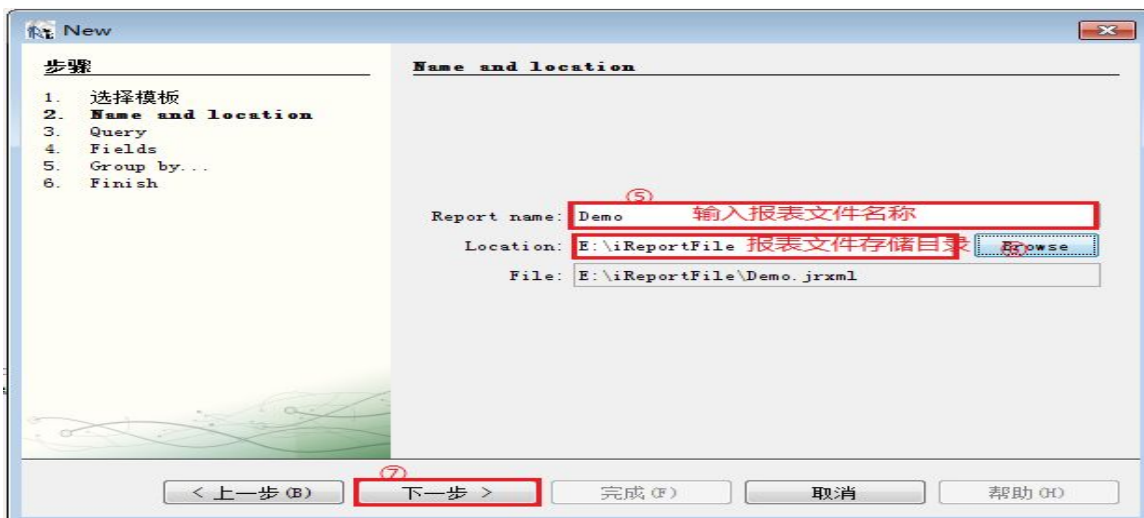 New
步骤
1. 选择模板
2. Name and location
3. Query
4. Fields
5. Group by...
6. Finish
Name and location
⑤
Report name: Demo 输入报表文件名称
Location: E:\iReportFile 报表文件存储目录 Browse
File: E:\iReportFile\Demo.jrxml
⑦
< 上一步(B) 下一步 > 完成(F) 取消 帮助(H)